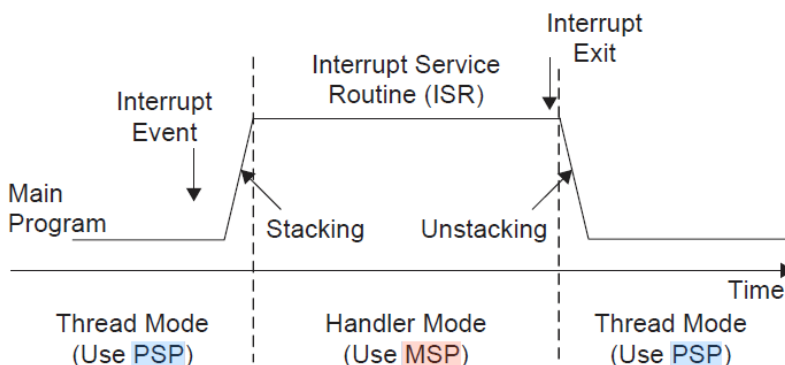 Interrupt
Exit
Interrupt Service
Routine (ISR)
Interrupt
Event
Main
Program
Stacking
Unstacking
Time
Thread Mode
(Use PSP)
Handler Mode
(Use MSP)
Thread Mode
(Use PSP)